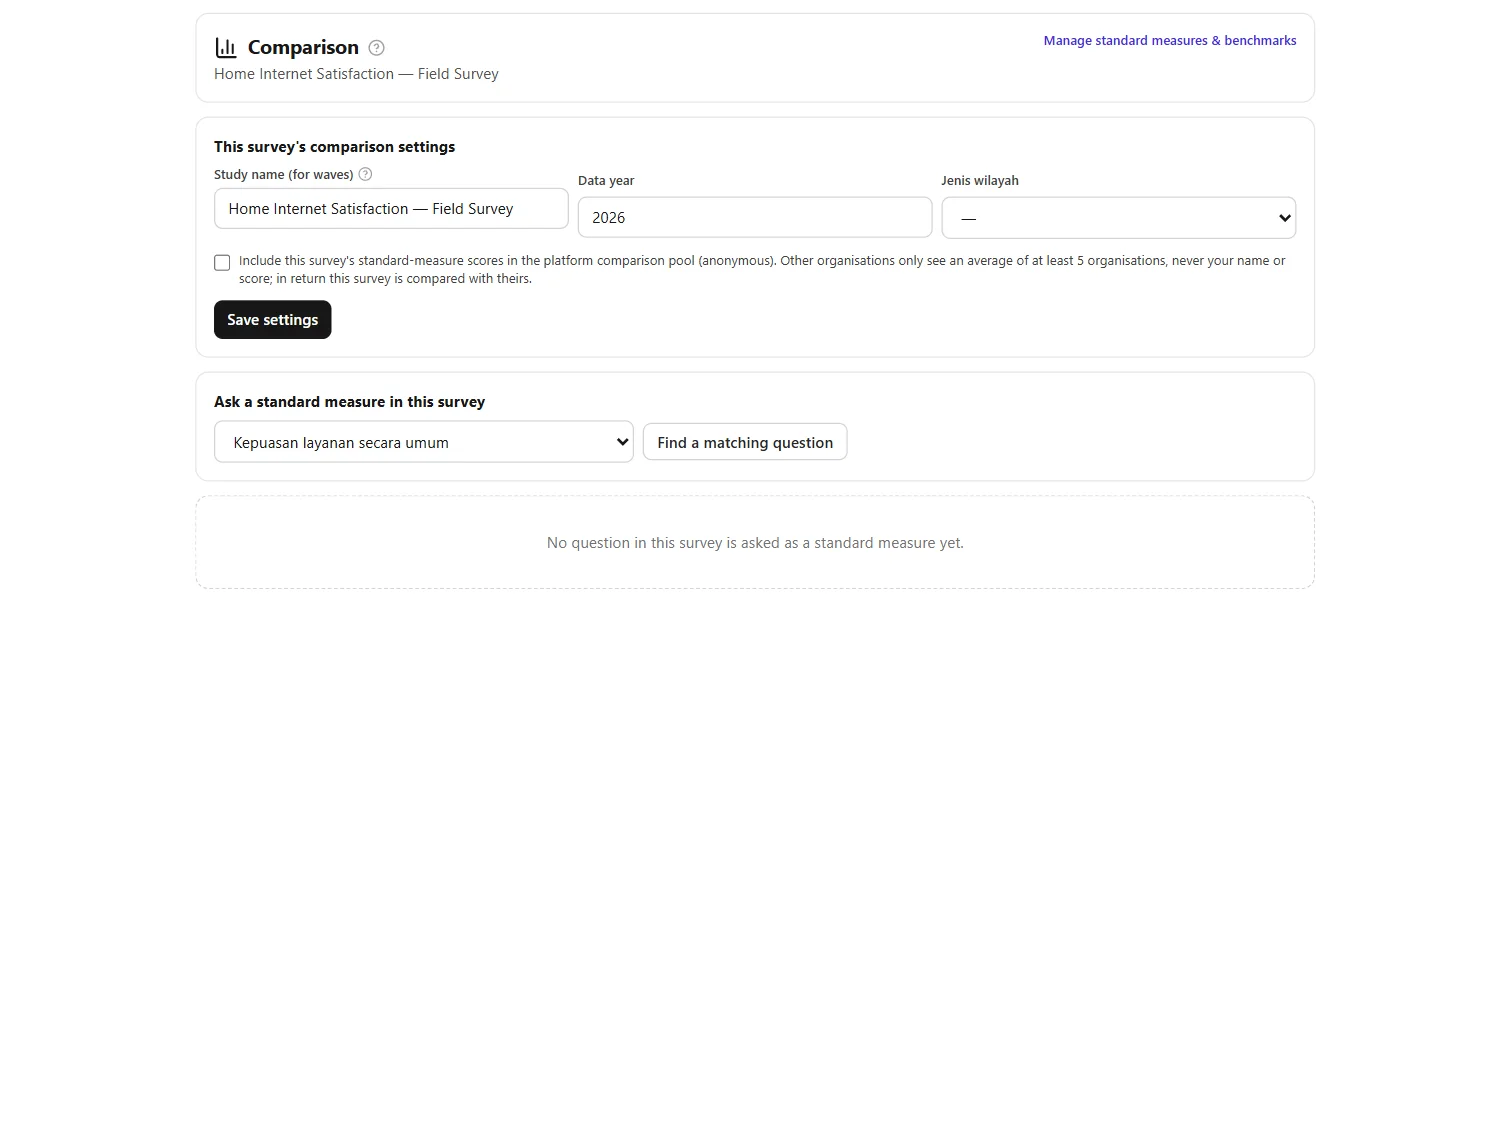 Comparison
Manage standard measures & benchmarks
Home Internet Satisfaction — Field Survey
This survey's comparison settings
Study name (for waves)
Data year
Jenis wilayah
Home Internet Satisfaction — Field Survey
2026
—
Include this survey's standard-measure scores in the platform comparison pool (anonymous). Other organisations only see an average of at least 5 organisations, never your name or
score; in return this survey is compared with theirs.
Save settings
Ask a standard measure in this survey
Kepuasan layanan secara umum
Find a matching question
No question in this survey is asked as a standard measure yet.